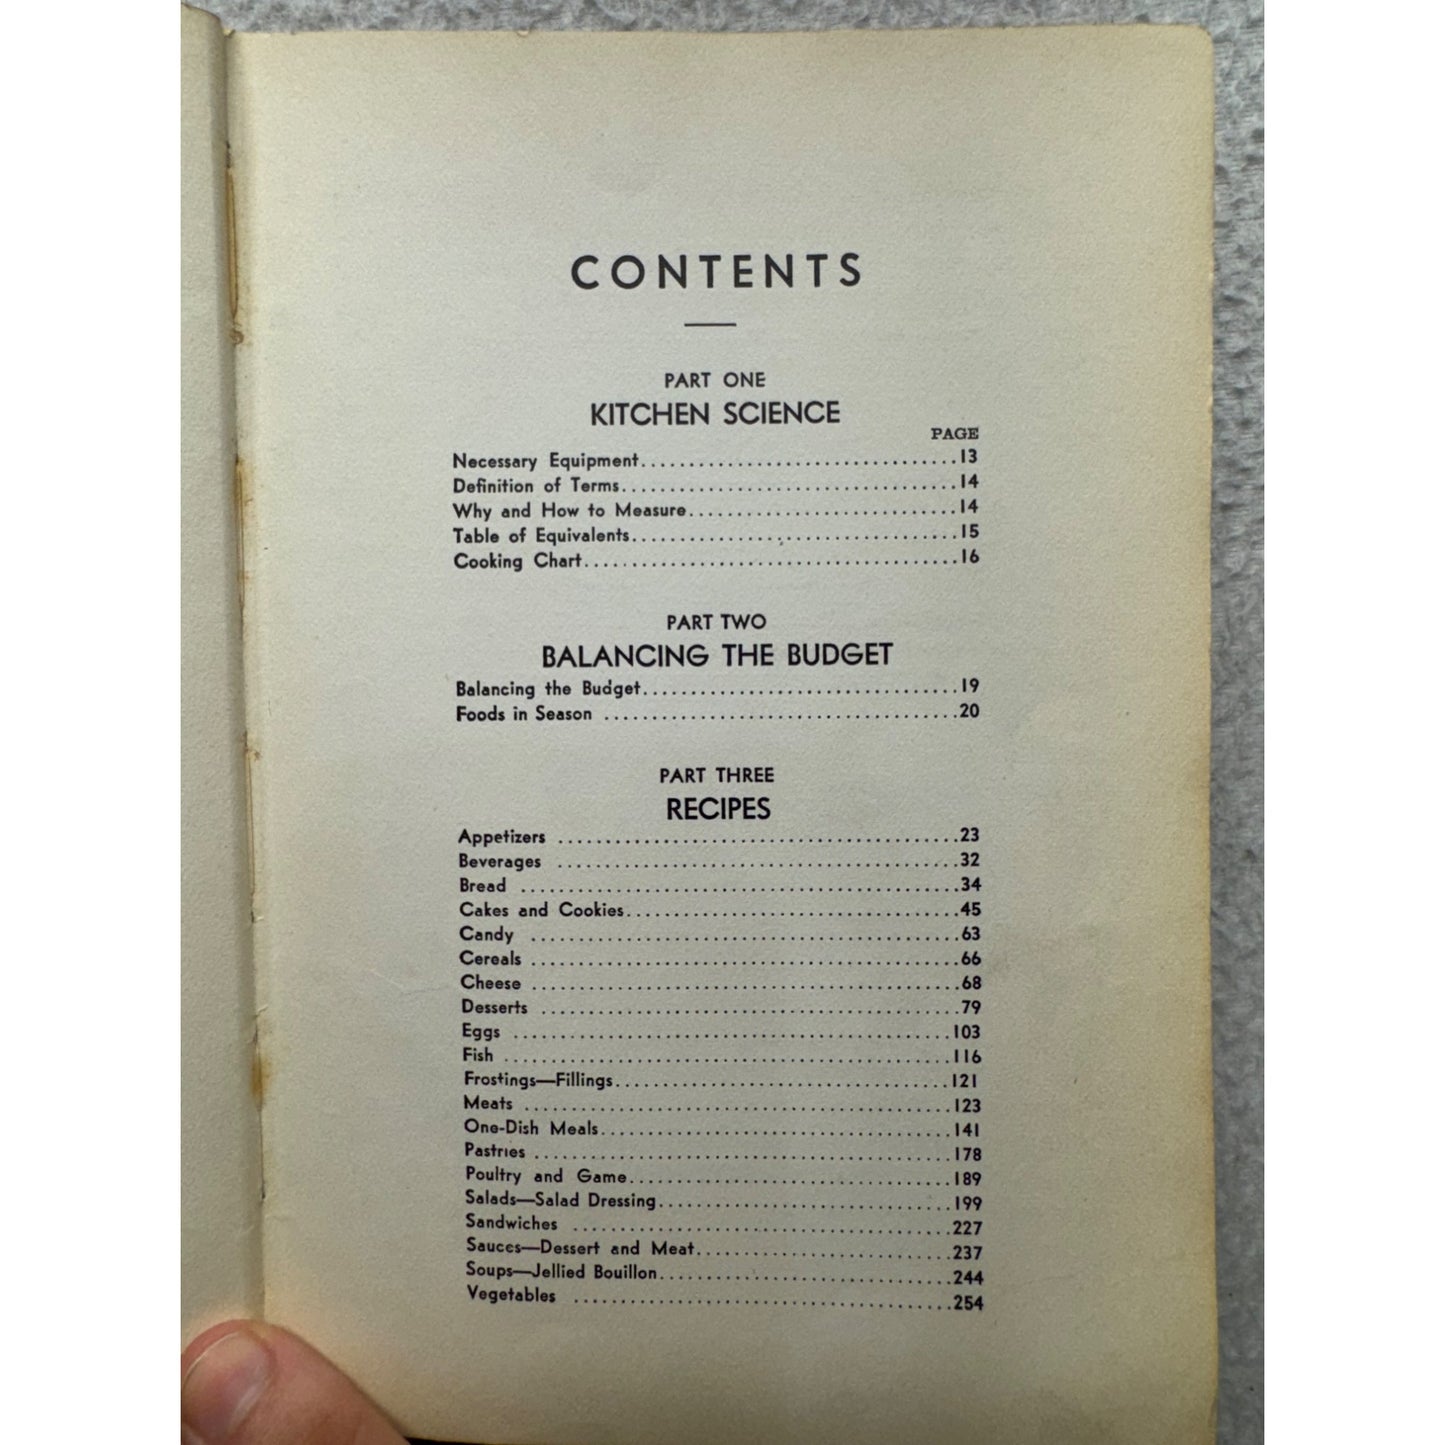 CONTENTS
PART ONE
KITCHEN SCIENCE
PAGE
Necessary Equipment................................13
Definition of Terms..................................14
Why and How to Measure............................14
Table of Equivalents.................................15
Cooking Chart......................................16
PART TWO
BALANCING THE BUDGET
Balancing the Budget................................19
Foods in Season ....................................20
PART THREE
RECIPES
Appetizers .........................................23
Beverages .........................................32
Bread .............................................34
Cakes and Cookies..................................45
Candy ............................................63
Cereals ............................................66
Cheese ............................................68
Desserts ...........................................79
Eggs .............................................103
Fish ..............................................116
Frostings—Fillings..................................121
Meats ............................................123
One-Dish Meals....................................141
Pastries ...........................................178
Poultry and Game..................................189
Salads—Salad Dressing..............................199
Sandwiches .......................................227
Sauces—Dessert and Meat..........................237
Soups—Jellied Bouillon..............................244
Vegetables ........................................254